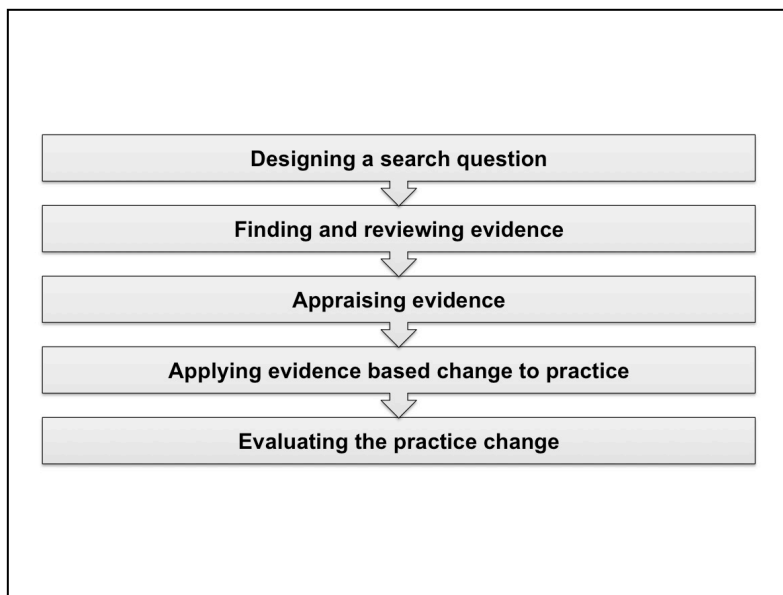 Designing a search question
Finding and reviewing evidence
Appraising evidence
Applying evidence based change to practice
Evaluating the practice change